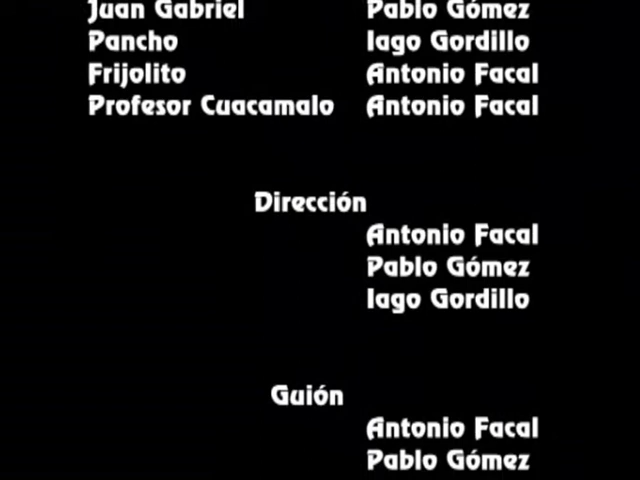 Juan Gabriel Pablo Gómez
Pancho Iago Gordillo
Frijolito Antonio Facal
Profesor Cuacamalo Antonio Facal
Dirección
Antonio Facal
Pablo Gómez
Iago Gordillo
Guión
Antonio Facal
Pablo Gómez